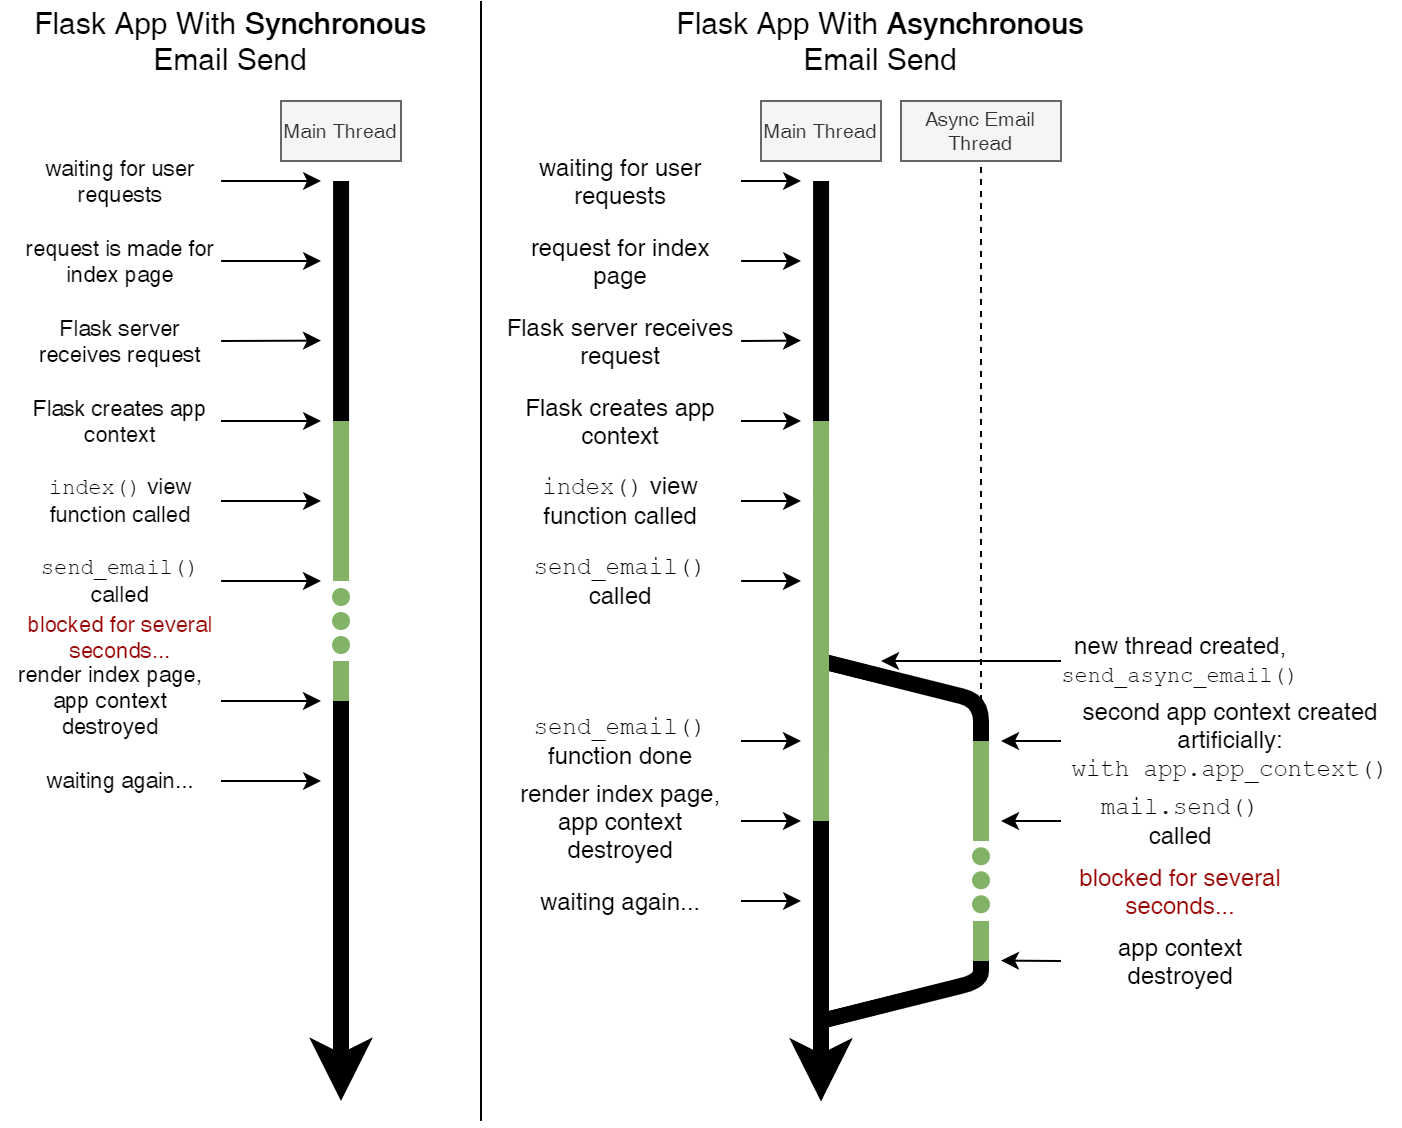 Flask App With Synchronous
Email Send
Main Thread
waiting for user
requests
request is made for
index page
Flask server
receives request
Flask creates app
context
index() view
function called
send_email()
called
blocked for several
seconds...
render index page,
app context
destroyed
waiting again...
Flask App With Asynchronous
Email Send
Main Thread
Async Email
Thread
waiting for user
requests
request for index
page
Flask server receives
request
Flask creates app
context
index() view
function called
send_email()
called
new thread created,
send_async_email()
second app context created
artificially:
with app.app_context()
send_email()
function done
render index page,
app context
destroyed
mail.send()
called
blocked for several
seconds...
waiting again...
app context
destroyed